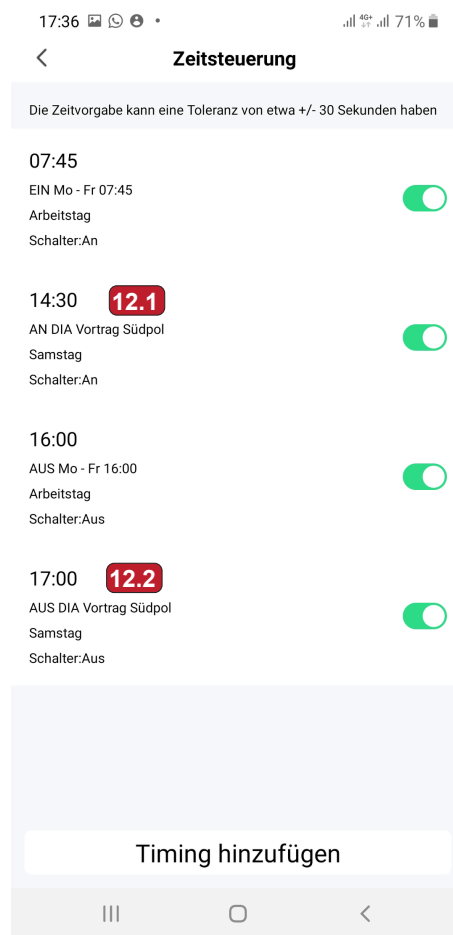 17:36 4G+ 71%
Zeitsteuerung
Die Zeitvorgabe kann eine Toleranz von etwa +/- 30 Sekunden haben
07:45
EIN Mo - Fr 07:45
Arbeitstag
Schalter:An
14:30 12.1
AN DIA Vortrag Südpol
Samstag
Schalter:An
16:00
AUS Mo - Fr 16:00
Arbeitstag
Schalter:Aus
17:00 12.2
AUS DIA Vortrag Südpol
Samstag
Schalter:Aus
Timing hinzufügen